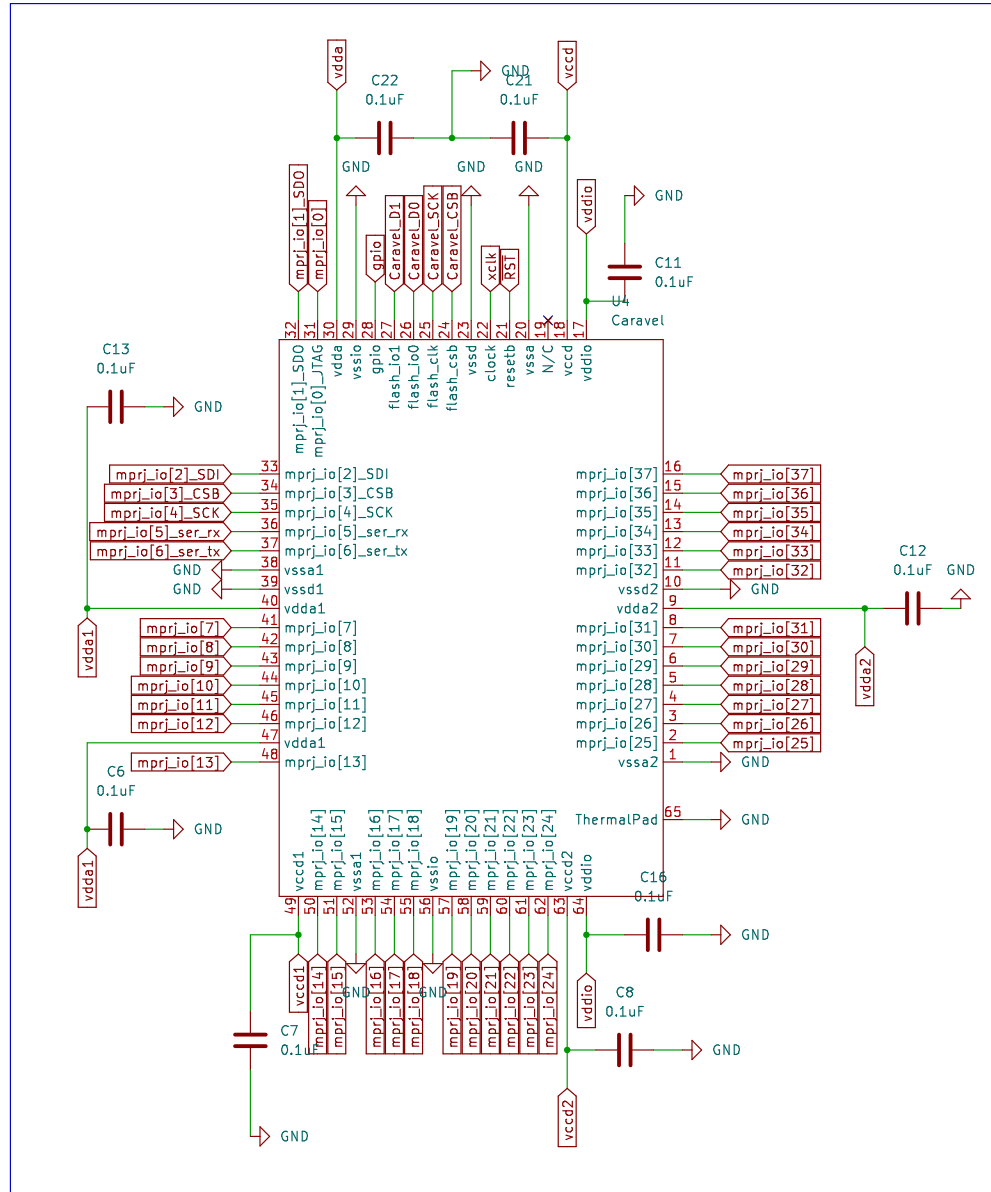 vdda
vccd
C22
0.1uF
GND
C21
0.1uF
GND
GND
GND
vddio
GND
C11
0.1uF
mprj_io[1]_SDO
mprj_io[0]
gpio
Caravel_D1
Caravel_D0
Caravel_SCK
Caravel_CSB
xclk
RST
U4
Caravel
32
31
30
29
28
27
26
25
24
23
22
21
20
19
18
17
mprj_io[1]_SDO
mprj_io[0]_JTAG
vdda
vssio
gpio
flash_io1
flash_io0
flash_clk
flash_csb
vssd
clock
resetb
vssa
N/C
vccd
vddio
C13
0.1uF
GND
mprj_io[2]_SDI 33 mprj_io[2]_SDI
mprj_io[3]_CSB 34 mprj_io[3]_CSB
mprj_io[4]_SCK 35 mprj_io[4]_SCK
mprj_io[5]_ser_rx 36 mprj_io[5]_ser_rx
mprj_io[6]_ser_tx 37 mprj_io[6]_ser_tx
GND 38 vssa1
GND 39 vssd1
40 vdda1
vdda1
mprj_io[7] 41 mprj_io[7]
mprj_io[8] 42 mprj_io[8]
mprj_io[9] 43 mprj_io[9]
mprj_io[10] 44 mprj_io[10]
mprj_io[11] 45 mprj_io[11]
mprj_io[12] 46 mprj_io[12]
47 vdda1
mprj_io[13] 48 mprj_io[13]
C6
0.1uF
GND
vdda1
mprj_io[37] 16 mprj_io[37]
mprj_io[36] 15 mprj_io[36]
mprj_io[35] 14 mprj_io[35]
mprj_io[34] 13 mprj_io[34]
mprj_io[33] 12 mprj_io[33]
mprj_io[32] 11 mprj_io[32]
vssd2 10 GND
vdda2 9
C12
0.1uF
GND
vdda2
mprj_io[31] 8 mprj_io[31]
mprj_io[30] 7 mprj_io[30]
mprj_io[29] 6 mprj_io[29]
mprj_io[28] 5 mprj_io[28]
mprj_io[27] 4 mprj_io[27]
mprj_io[26] 3 mprj_io[26]
mprj_io[25] 2 mprj_io[25]
vssa2 1 GND
ThermalPad 65 GND
vccd1
mprj_io[14]
mprj_io[15]
vssa1
mprj_io[16]
mprj_io[17]
mprj_io[18]
vssio
mprj_io[19]
mprj_io[20]
mprj_io[21]
mprj_io[22]
mprj_io[23]
mprj_io[24]
vccd2
vddio
49
50
51
52
53
54
55
56
57
58
59
60
61
62
63
64
C16
0.1uF
GND
vccd1
mprj_io[14]
mprj_io[15]
GND
mprj_io[16]
mprj_io[17]
mprj_io[18]
GND
mprj_io[19]
mprj_io[20]
mprj_io[21]
mprj_io[22]
mprj_io[23]
mprj_io[24]
vddio
C8
0.1uF
GND
C7
0.1uF
GND
vccd2